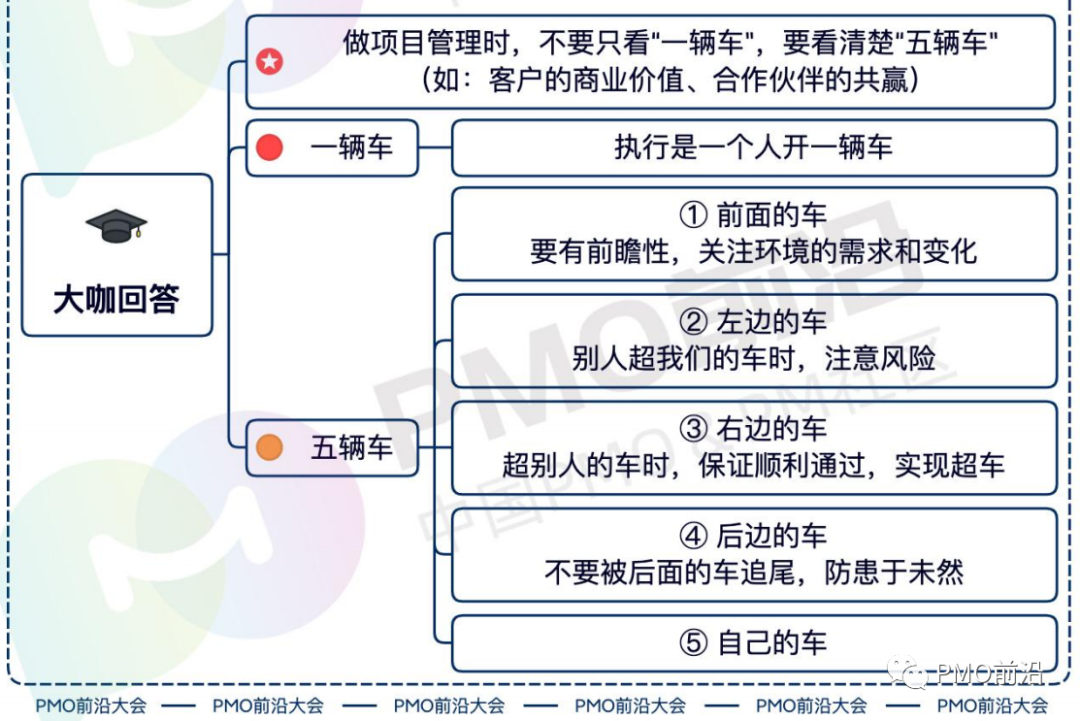 做项目管理时，不要只看“一辆车”，要看清楚“五辆车”
（如：客户的商业价值、合作伙伴的共赢）
一辆车
执行是一个人开一辆车
大咖回答
五辆车
① 前面的车
要有前瞻性，关注环境的需求和变化
② 左边的车
别人超我们的车时，注意风险
③ 右边的车
超别人的车时，保证顺利通过，实现超车
④ 后边的车
不要被后面的车追尾，防患于未然
⑤ 自己的车
PMO前沿
中国PMO & PM社区
PMO前沿
PMO前沿大会 — PMO前沿大会 — PMO前沿大会 — PMO前沿大会 — PMO前沿大会 — PMO前沿大会